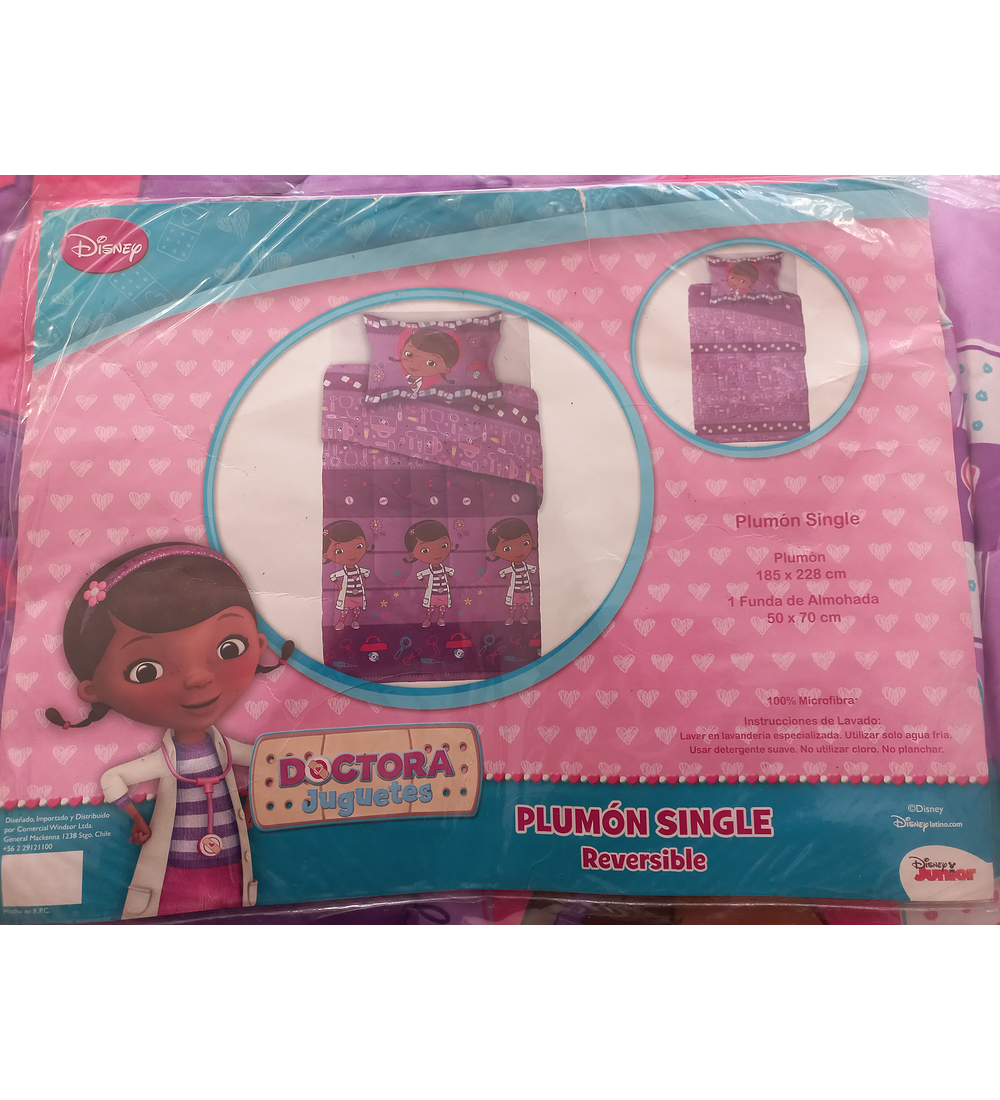 Disney
Plumón Single
Plumón
185 x 228 cm
1 Funda de Almohada
50 x 70 cm
100% Microfibra
Instrucciones de Lavado:
Lavar en lavandería especializada. Utilizar solo agua fria.
Usar detergente suave. No utilizar cloro. No planchar.
DOCTORA
Juguetes
PLUMÓN SINGLE
Reversible
©Disney
Disneylatino.com
Disney
Junior
Diseñado, Importado y Distribuido
por Comercial Windsor Ltda.
General Mackenna 1238 Stgo. Chile
+56 2 29121100
Hecho en R.P.C.